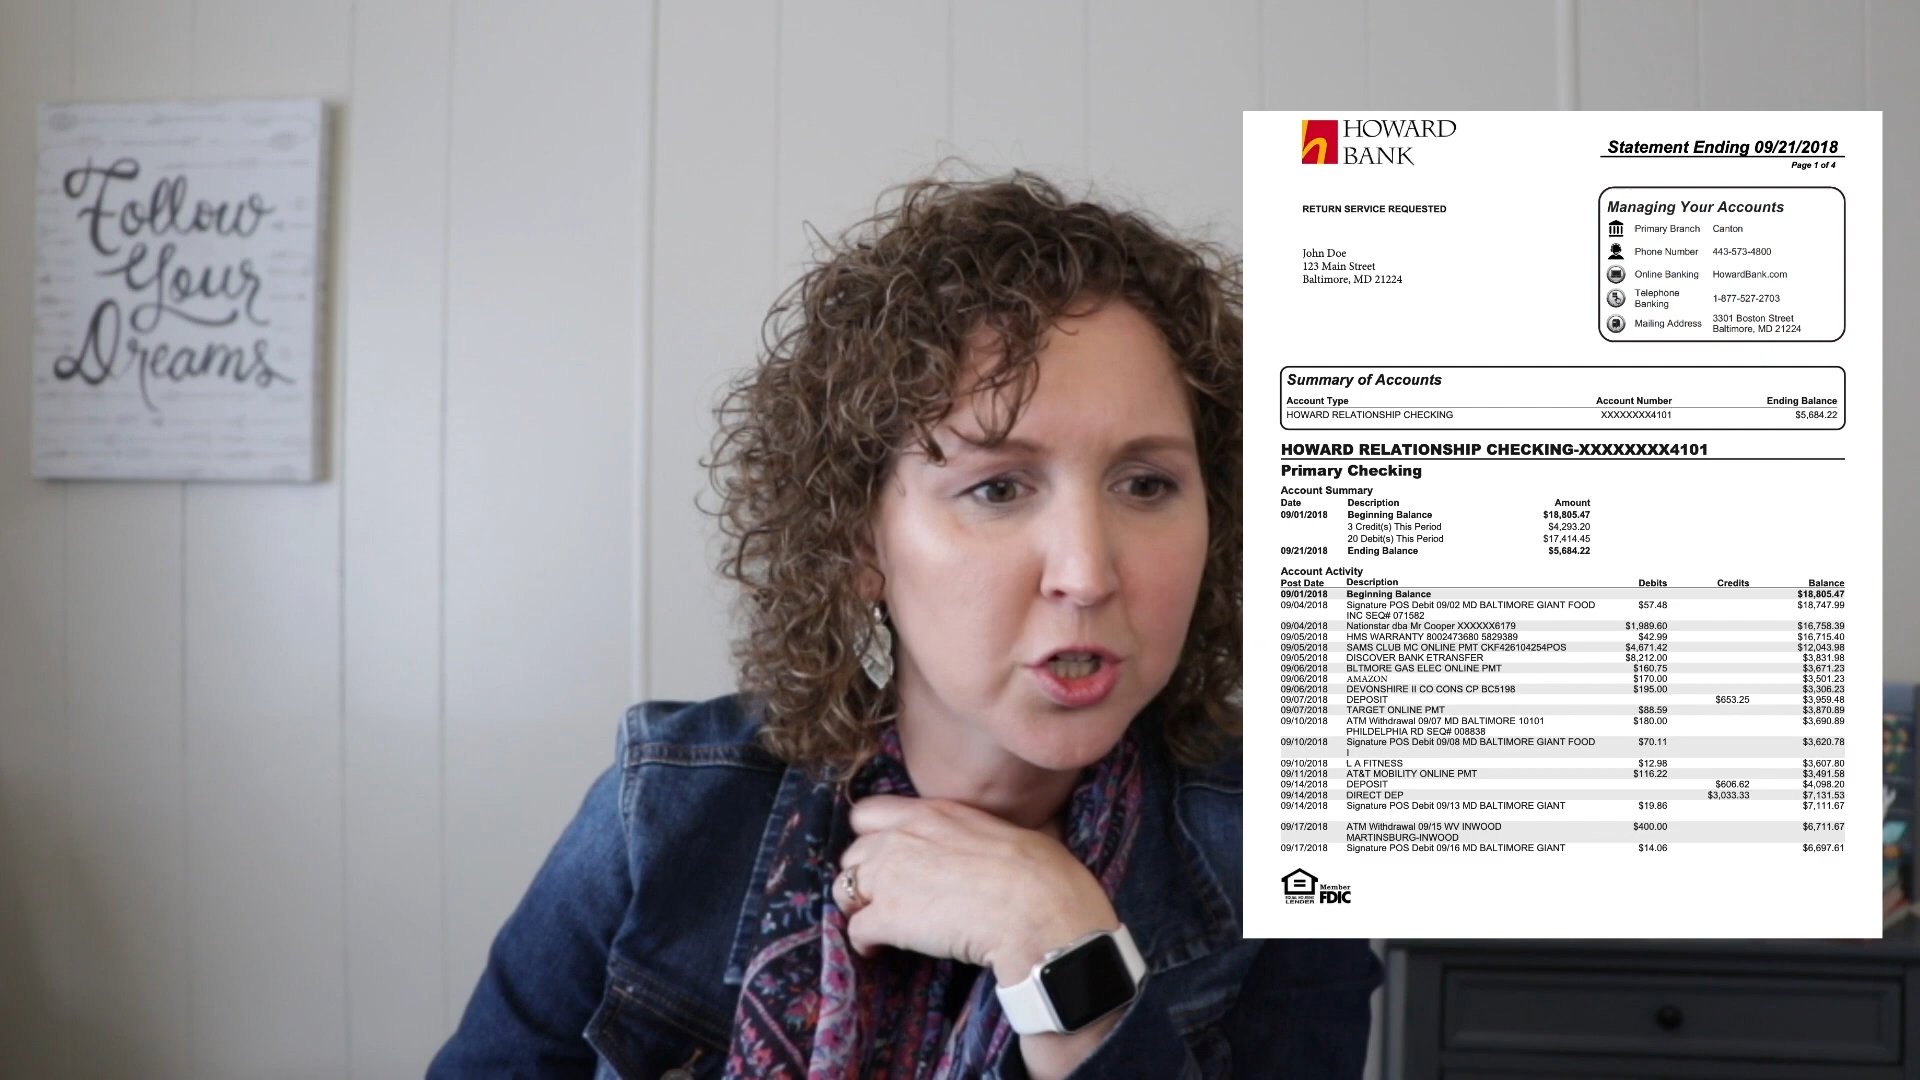 Follow
Your
Dreams
HOWARD
BANK
Statement Ending 09/21/2018
Page 1 of 4
RETURN SERVICE REQUESTED
John Doe
123 Main Street
Baltimore, MD 21224
Managing Your Accounts
Primary Branch Canton
Phone Number 443-573-4800
Online Banking HowardBank.com
Telephone Banking 1-877-527-2703
Mailing Address 3301 Boston Street
Baltimore, MD 21224
Summary of Accounts
Account Type Account Number Ending Balance
HOWARD RELATIONSHIP CHECKING XXXXXXXX4101 $5,684.22
HOWARD RELATIONSHIP CHECKING-XXXXXXXX4101
Primary Checking
Account Summary
Date Description Amount
09/01/2018 Beginning Balance $18,805.47
3 Credit(s) This Period $4,293.20
20 Debit(s) This Period $17,414.45
09/21/2018 Ending Balance $5,684.22
Account Activity
Post Date Description Debits Credits Balance
09/01/2018 Beginning Balance $18,805.47
09/04/2018 Signature POS Debit 09/02 MD BALTIMORE GIANT FOOD $57.48 $18,747.99
INC SEQ# 071582
09/04/2018 Nationstar dba Mr Cooper XXXXXX6179 $1,989.60 $16,758.39
09/05/2018 HMS WARRANTY 8002473680 5829389 $42.99 $16,715.40
09/05/2018 SAMS CLUB MC ONLINE PMT CKF426104254POS $4,671.42 $12,043.98
09/05/2018 DISCOVER BANK ETRANSFER $8,212.00 $3,831.98
09/06/2018 BLTMORE GAS ELEC ONLINE PMT $160.75 $3,671.23
09/06/2018 AMAZON $170.00 $3,501.23
09/06/2018 DEVONSHIRE II CO CONS CP BC5198 $195.00 $3,306.23
09/07/2018 DEPOSIT $653.25 $3,959.48
09/07/2018 TARGET ONLINE PMT $88.59 $3,870.89
09/10/2018 ATM Withdrawal 09/07 MD BALTIMORE 10101 $180.00 $3,690.89
PHILDELPHIA RD SEQ# 008838
09/10/2018 Signature POS Debit 09/08 MD BALTIMORE GIANT FOOD $70.11 $3,620.78
I
09/10/2018 L A FITNESS $12.98 $3,607.80
09/11/2018 AT&T MOBILITY ONLINE PMT $116.22 $3,491.58
09/14/2018 DEPOSIT $606.62 $4,098.20
09/14/2018 DIRECT DEP $3,033.33 $7,131.53
09/14/2018 Signature POS Debit 09/13 MD BALTIMORE GIANT $19.86 $7,111.67
09/17/2018 ATM Withdrawal 09/15 WV INWOOD $400.00 $6,711.67
MARTINSBURG-INWOOD
09/17/2018 Signature POS Debit 09/16 MD BALTIMORE GIANT $14.06 $6,697.61
EQUAL HOUSING
LENDER
Member
FDIC